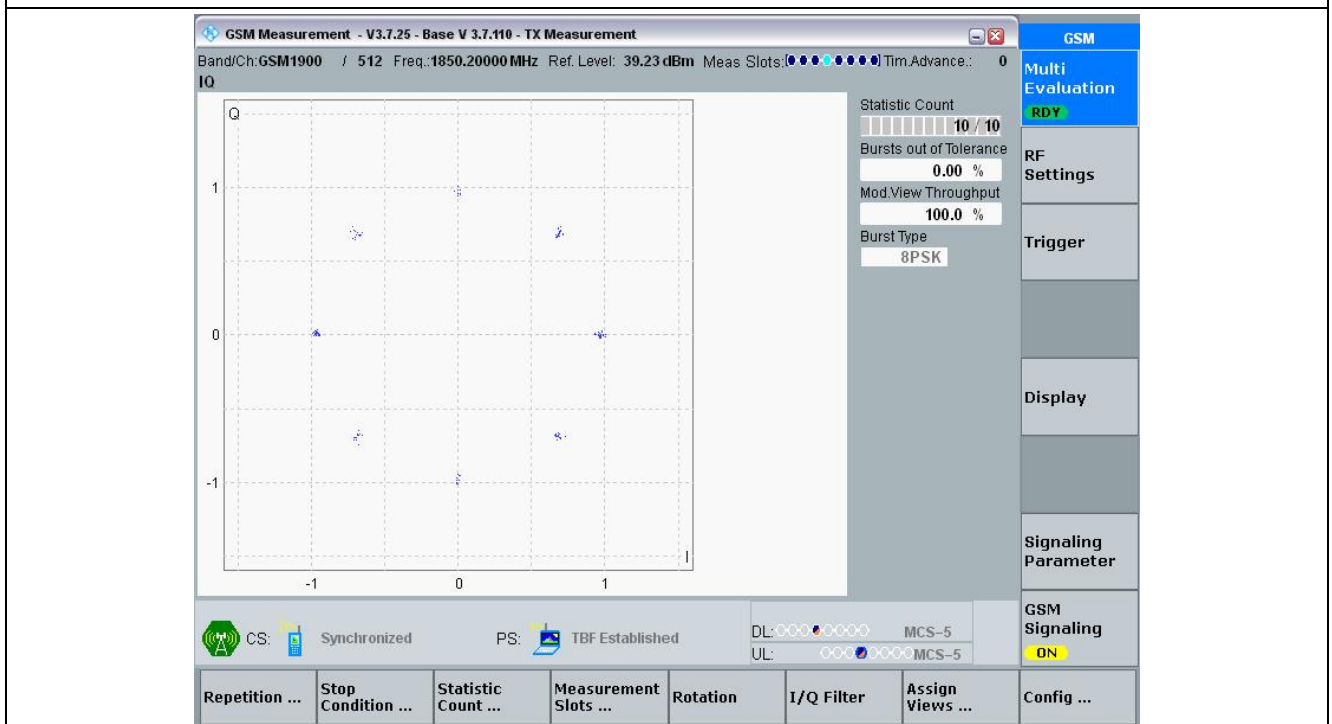 GSM Measurement - V3.7.25 - Base V 3.7.110 - TX Measurement
Band/Ch:GSM1900 / 512 Freq.:1850.20000 MHz Ref. Level: 39.23 dBm Meas Slots: Tim.Advance.: 0
IQ
Q
1
0
-1
-1 0 1
I
Statistic Count
10 / 10
Bursts out of Tolerance
0.00 %
Mod.View Throughput
100.0 %
Burst Type
8PSK
GSM
Multi
Evaluation
RDY
RF
Settings
Trigger
Display
Signaling
Parameter
GSM
Signaling
ON
CS: Synchronized PS: TBF Establishe
DL: MCS-5
UL: MCS-5
Repetition ...
Stop
Condition ...
Statistic
Count ...
Measurement
Slots ...
Rotation
I/Q Filter
Assign
Views ...
Config ...